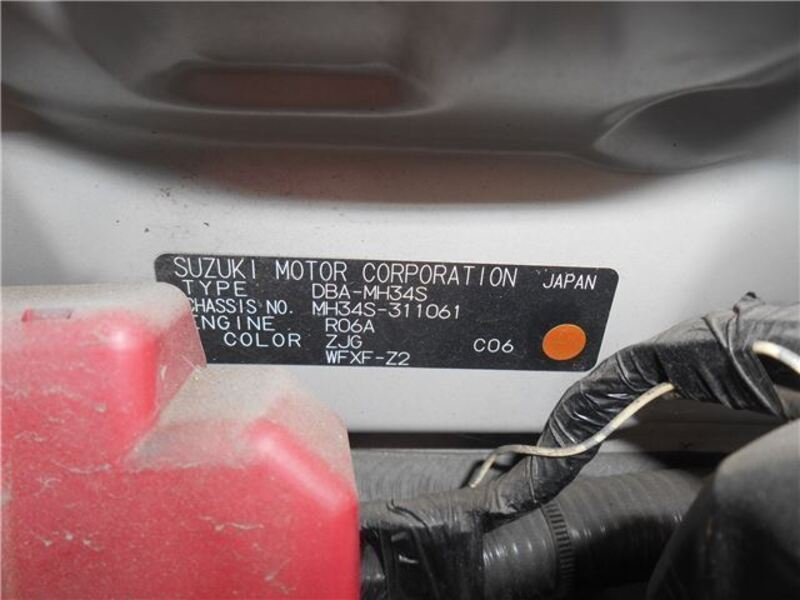 SUZUKI MOTOR CORPORATION JAPAN
TYPE DBA-MH34S
CHASSIS NO. MH34S-311061
ENGINE R06A
COLOR ZJG C06
WFXF-Z2